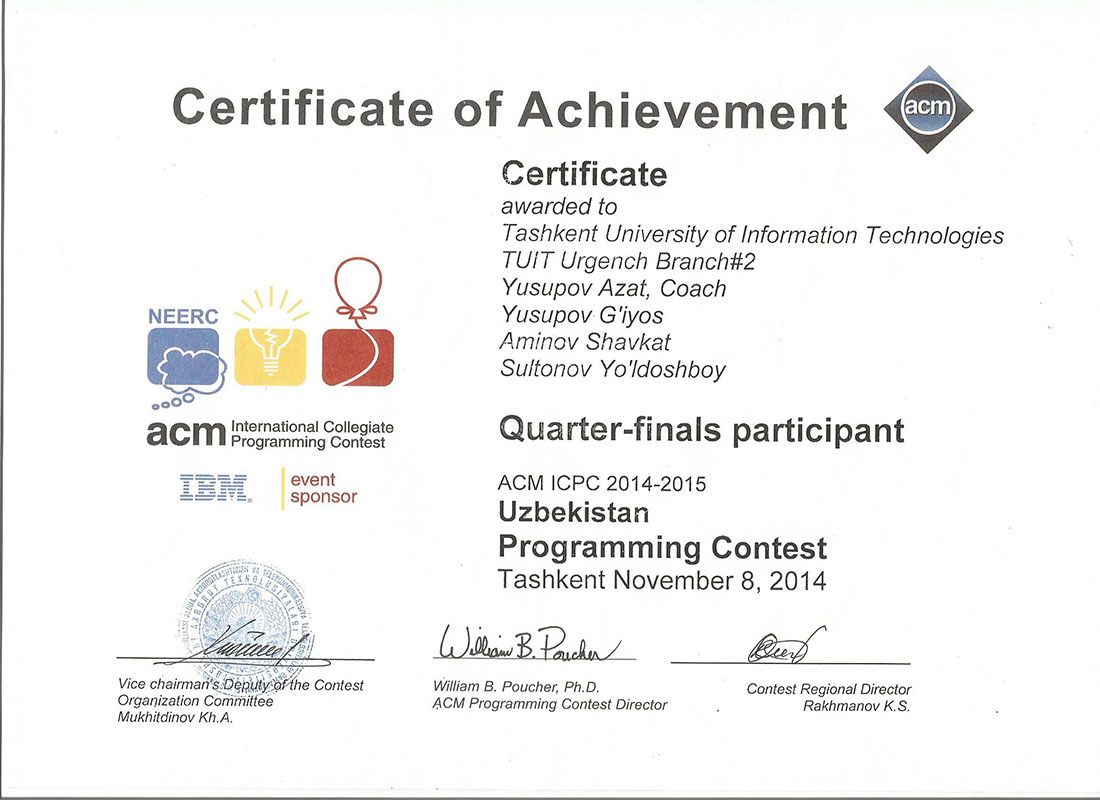 Certificate of Achievement
acm
Certificate
awarded to
Tashkent University of Information Technologies
TUIT Urgench Branch#2
Yusupov Azat, Coach
Yusupov G'iyos
Aminov Shavkat
Sultonov Yo'ldoshboy
NEERC
acm International Collegiate
Programming Contest
IBM
event
sponsor
Quarter-finals participant
ACM ICPC 2014-2015
Uzbekistan
Programming Contest
Tashkent November 8, 2014
William B. Poucher
Vice chairman's Deputy of the Contest
Organization Committee
Mukhitdinov Kh.A.
William B. Poucher, Ph.D.
ACM Programming Contest Director
Contest Regional Director
Rakhmanov K.S.